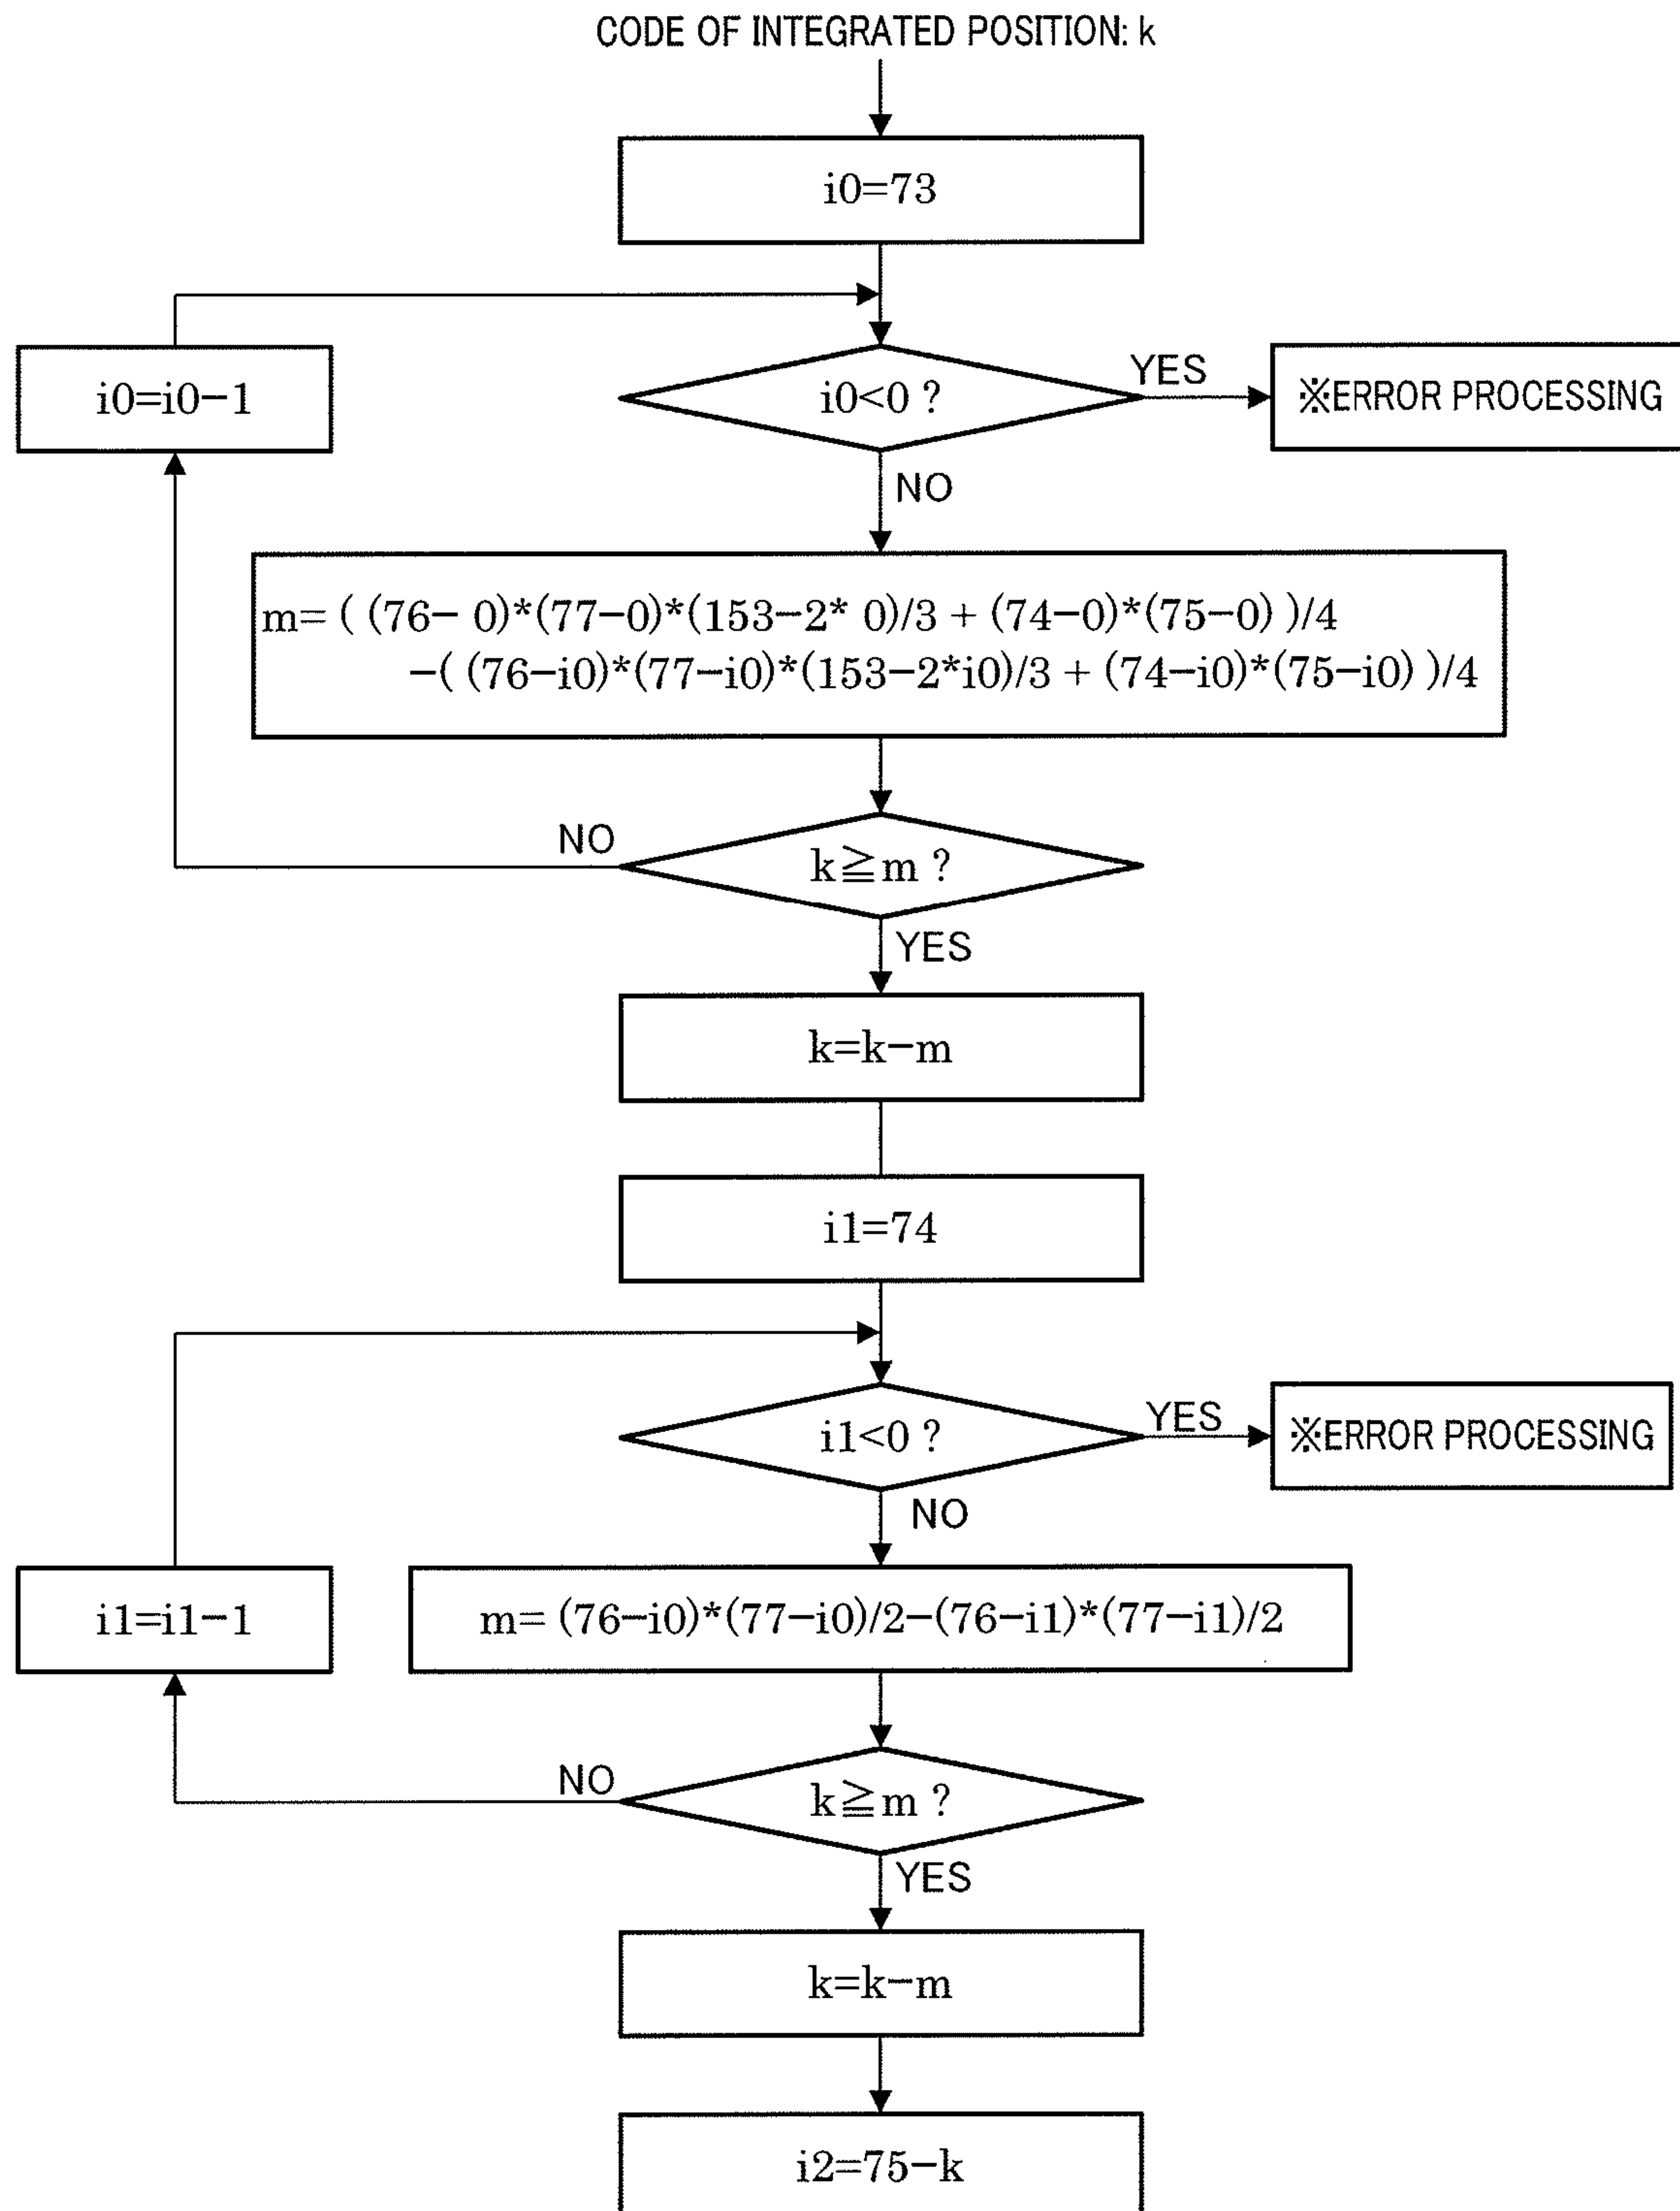 CODE OF INTEGRATED POSITION: k
i0=73
i0=i0−1
i0<0 ?
YES
※ERROR PROCESSING
NO
m= ( (76− 0)*(77−0)*(153−2* 0)/3 + (74−0)*(75−0) )/4
−( (76−i0)*(77−i0)*(153−2*i0)/3 + (74−i0)*(75−i0) )/4
NO
k≧m ?
YES
k=k−m
i1=74
i1<0 ?
YES
※ERROR PROCESSING
NO
i1=i1−1
m= (76−i0)*(77−i0)/2−(76−i1)*(77−i1)/2
NO
k≧m ?
YES
k=k−m
i2=75−k